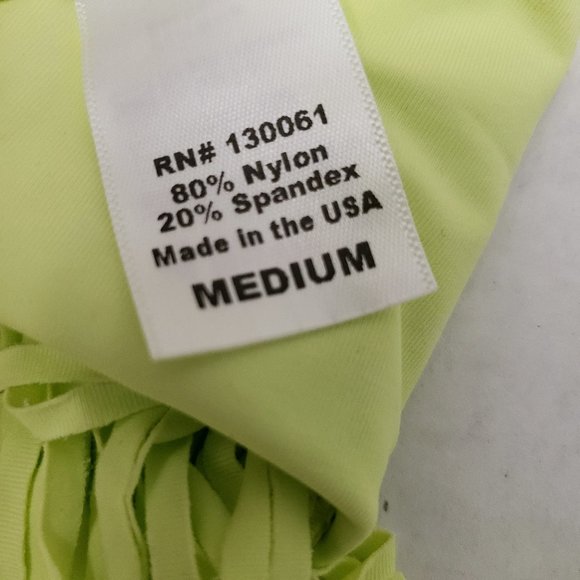 RN# 130061
80% Nylon
20% Spandex
Made in the USA
MEDIUM